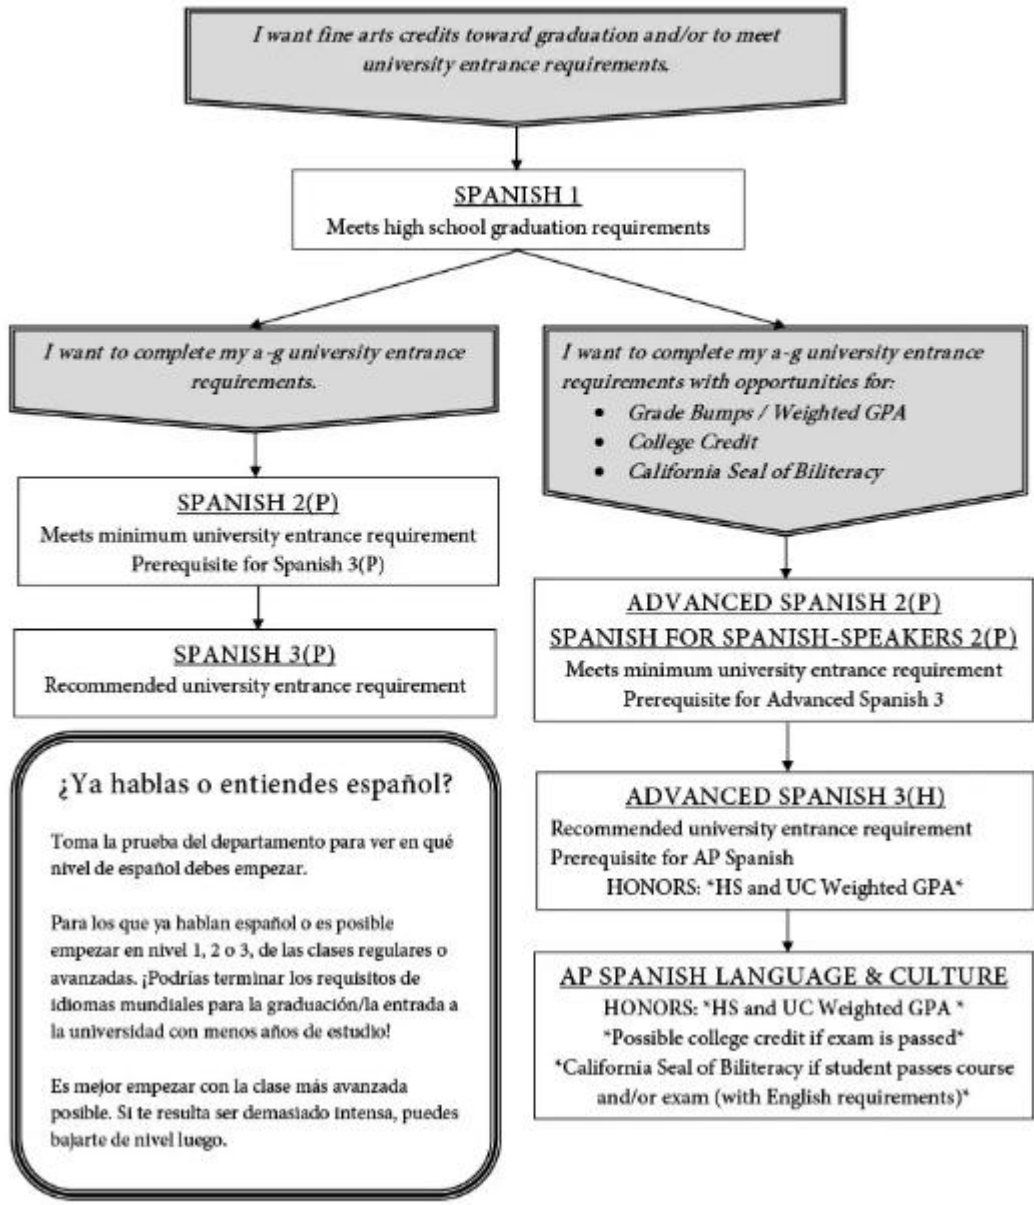 I want fine arts credits toward graduation and/or to meet
university entrance requirements.
SPANISH 1
Meets high school graduation requirements
I want to complete my a-g university entrance
requirements.
SPANISH 2(P)
Meets minimum university entrance requirement
Prerequisite for Spanish 3(P)
SPANISH 3(P)
Recommended university entrance requirement
I want to complete my a-g university entrance
requirements with opportunities for:
• Grade Bumps / Weighted GPA
• College Credit
• California Seal of Biliteracy
ADVANCED SPANISH 2(P)
SPANISH FOR SPANISH-SPEAKERS 2(P)
Meets minimum university entrance requirement
Prerequisite for Advanced Spanish 3
ADVANCED SPANISH 3(H)
Recommended university entrance requirement
Prerequisite for AP Spanish
HONORS: *HS and UC Weighted GPA*
AP SPANISH LANGUAGE & CULTURE
HONORS: *HS and UC Weighted GPA *
*Possible college credit if exam is passed*
*California Seal of Biliteracy if student passes course
and/or exam (with English requirements)*
¿Ya hablas o entiendes español?
Toma la prueba del departamento para ver en qué
nivel de español debes empezar.
Para los que ya hablan español o es posible
empezar en nivel 1, 2 o 3, de las clases regulares o
avanzadas. ¡Podrías terminar los requisitos de
idiomas mundiales para la graduación/la entrada a
la universidad con menos años de estudio!
Es mejor empezar con la clase más avanzada
posible. Si te resulta ser demasiado intensa, puedes
bajarte de nivel luego.